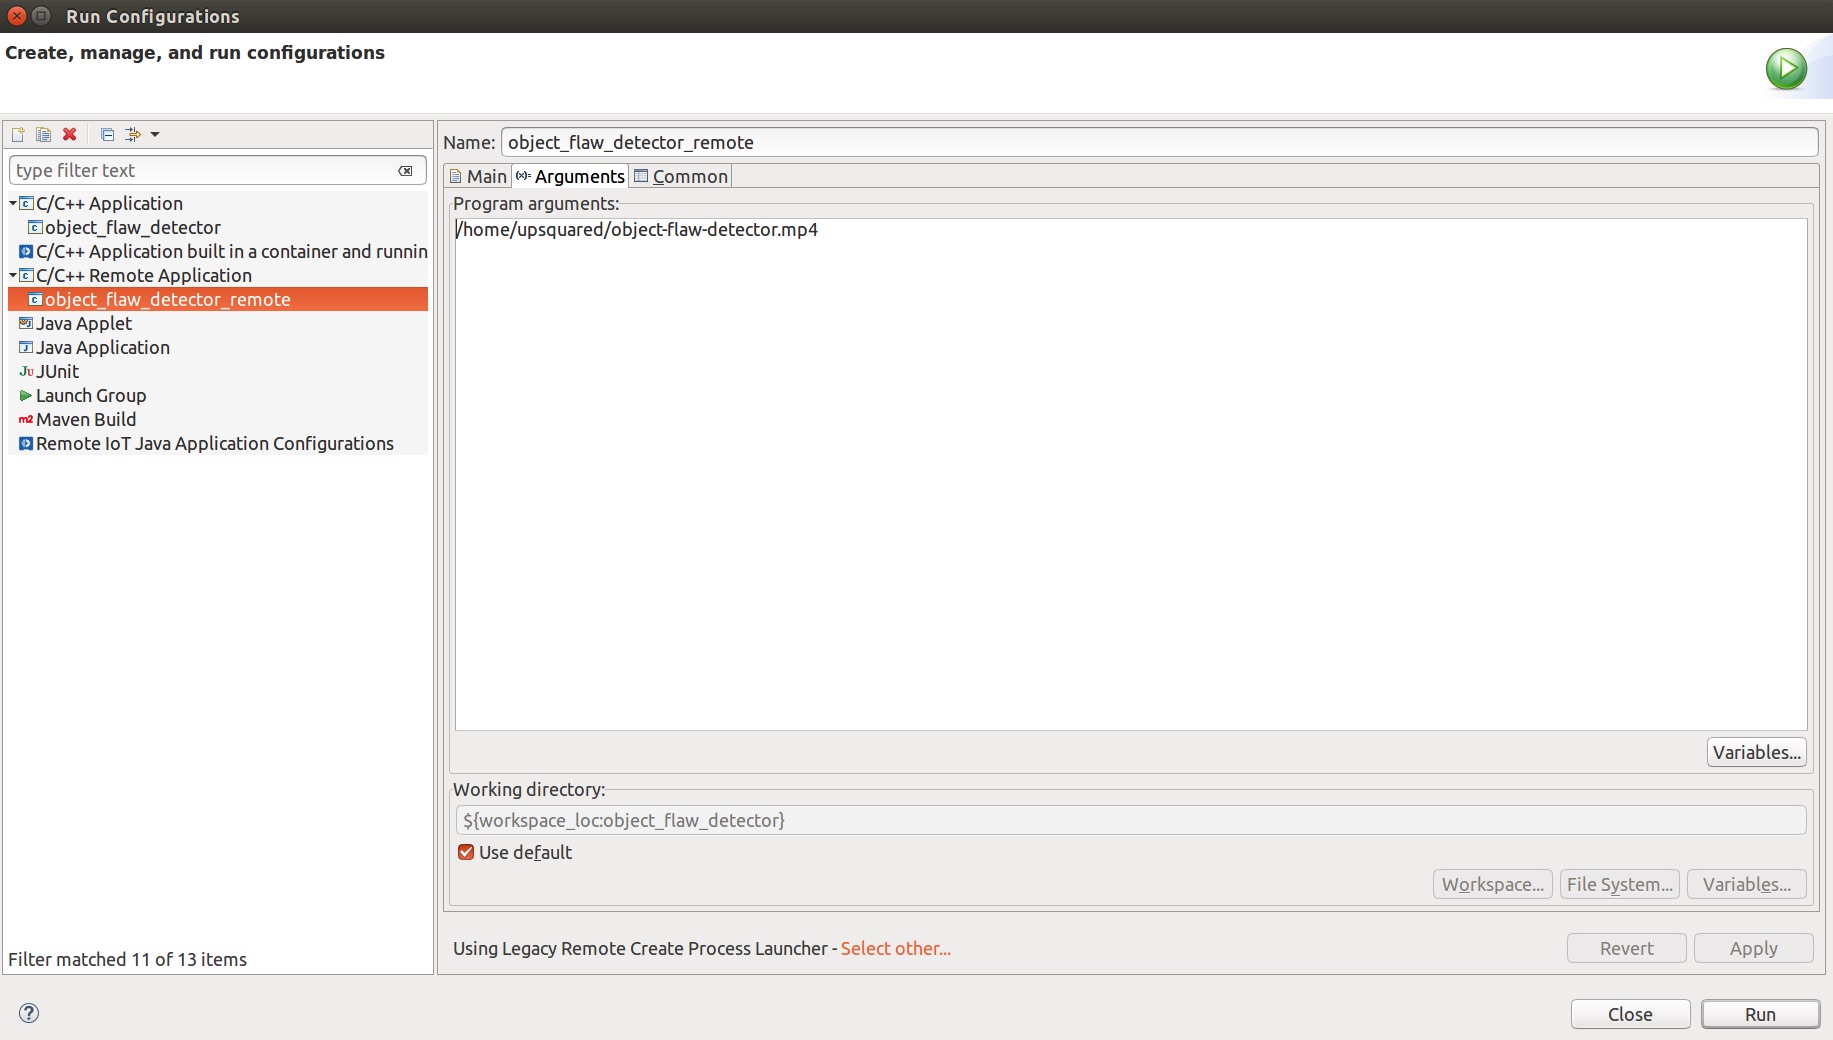 Run Configurations
Create, manage, and run configurations
type filter text
C/C++ Application
object_flaw_detector
C/C++ Application built in a container and runnin
C/C++ Remote Application
object_flaw_detector_remote
Java Applet
Java Application
JUnit
Launch Group
Maven Build
Remote IoT Java Application Configurations
Filter matched 11 of 13 items
Name: object_flaw_detector_remote
Main Arguments Common
Program arguments:
/home/upsquared/object-flaw-detector.mp4
Variables...
Working directory:
${workspace_loc:object_flaw_detector}
Use default
Workspace... File System... Variables...
Using Legacy Remote Create Process Launcher - Select other...
Revert Apply
Close Run